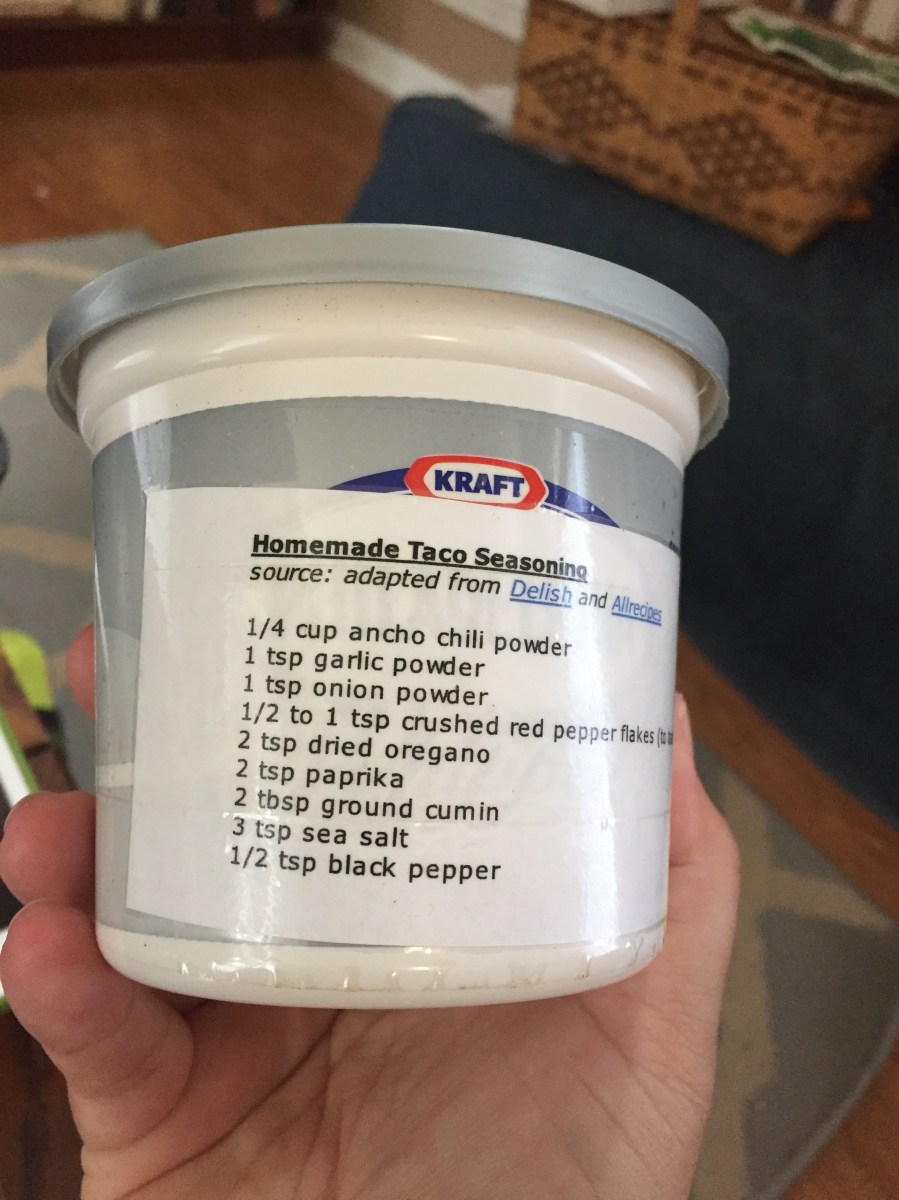 KRAFT
Homemade Taco Seasoning
source: adapted from Delish and Allrecipes
1/4 cup ancho chili powder
1 tsp garlic powder
1 tsp onion powder
1/2 to 1 tsp crushed red pepper flakes (to
2 tsp dried oregano
2 tsp paprika
2 tbsp ground cumin
3 tsp sea salt
1/2 tsp black pepper